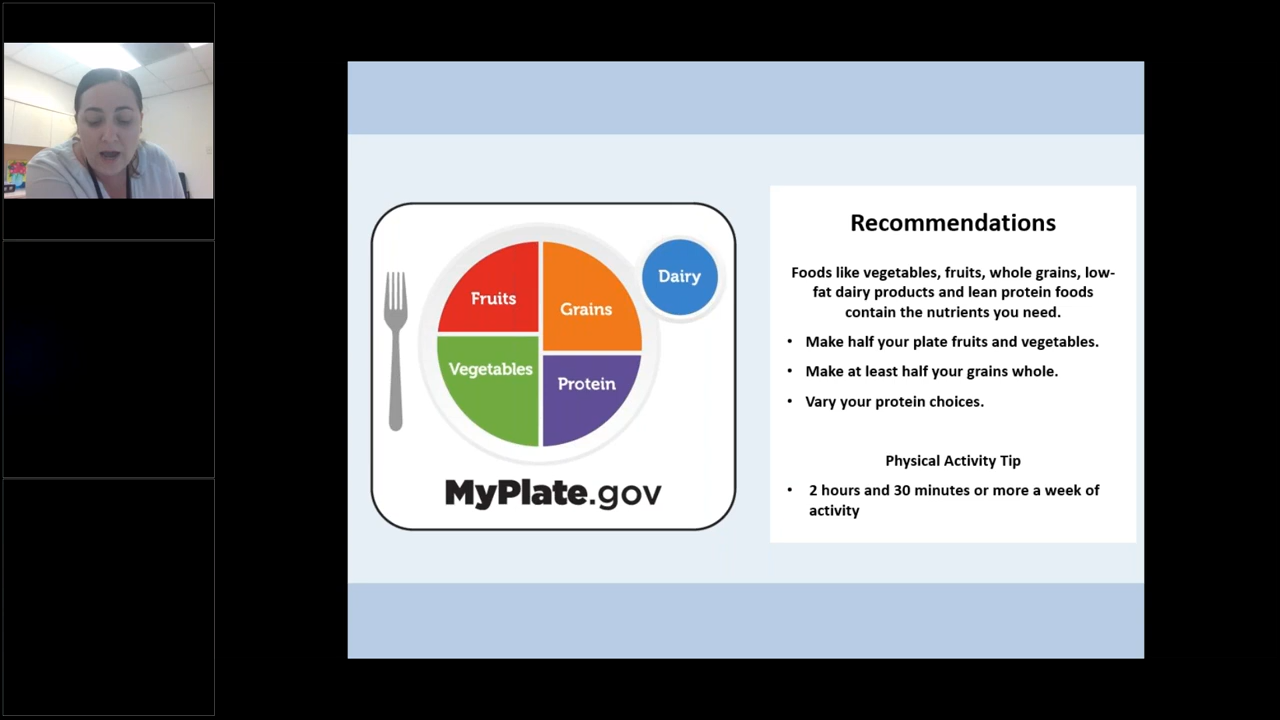 Fruits
Grains
Dairy
Vegetables
Protein
MyPlate.gov
Recommendations
Foods like vegetables, fruits, whole grains, low-
fat dairy products and lean protein foods
contain the nutrients you need.
• Make half your plate fruits and vegetables.
• Make at least half your grains whole.
• Vary your protein choices.
Physical Activity Tip
• 2 hours and 30 minutes or more a week of
activity